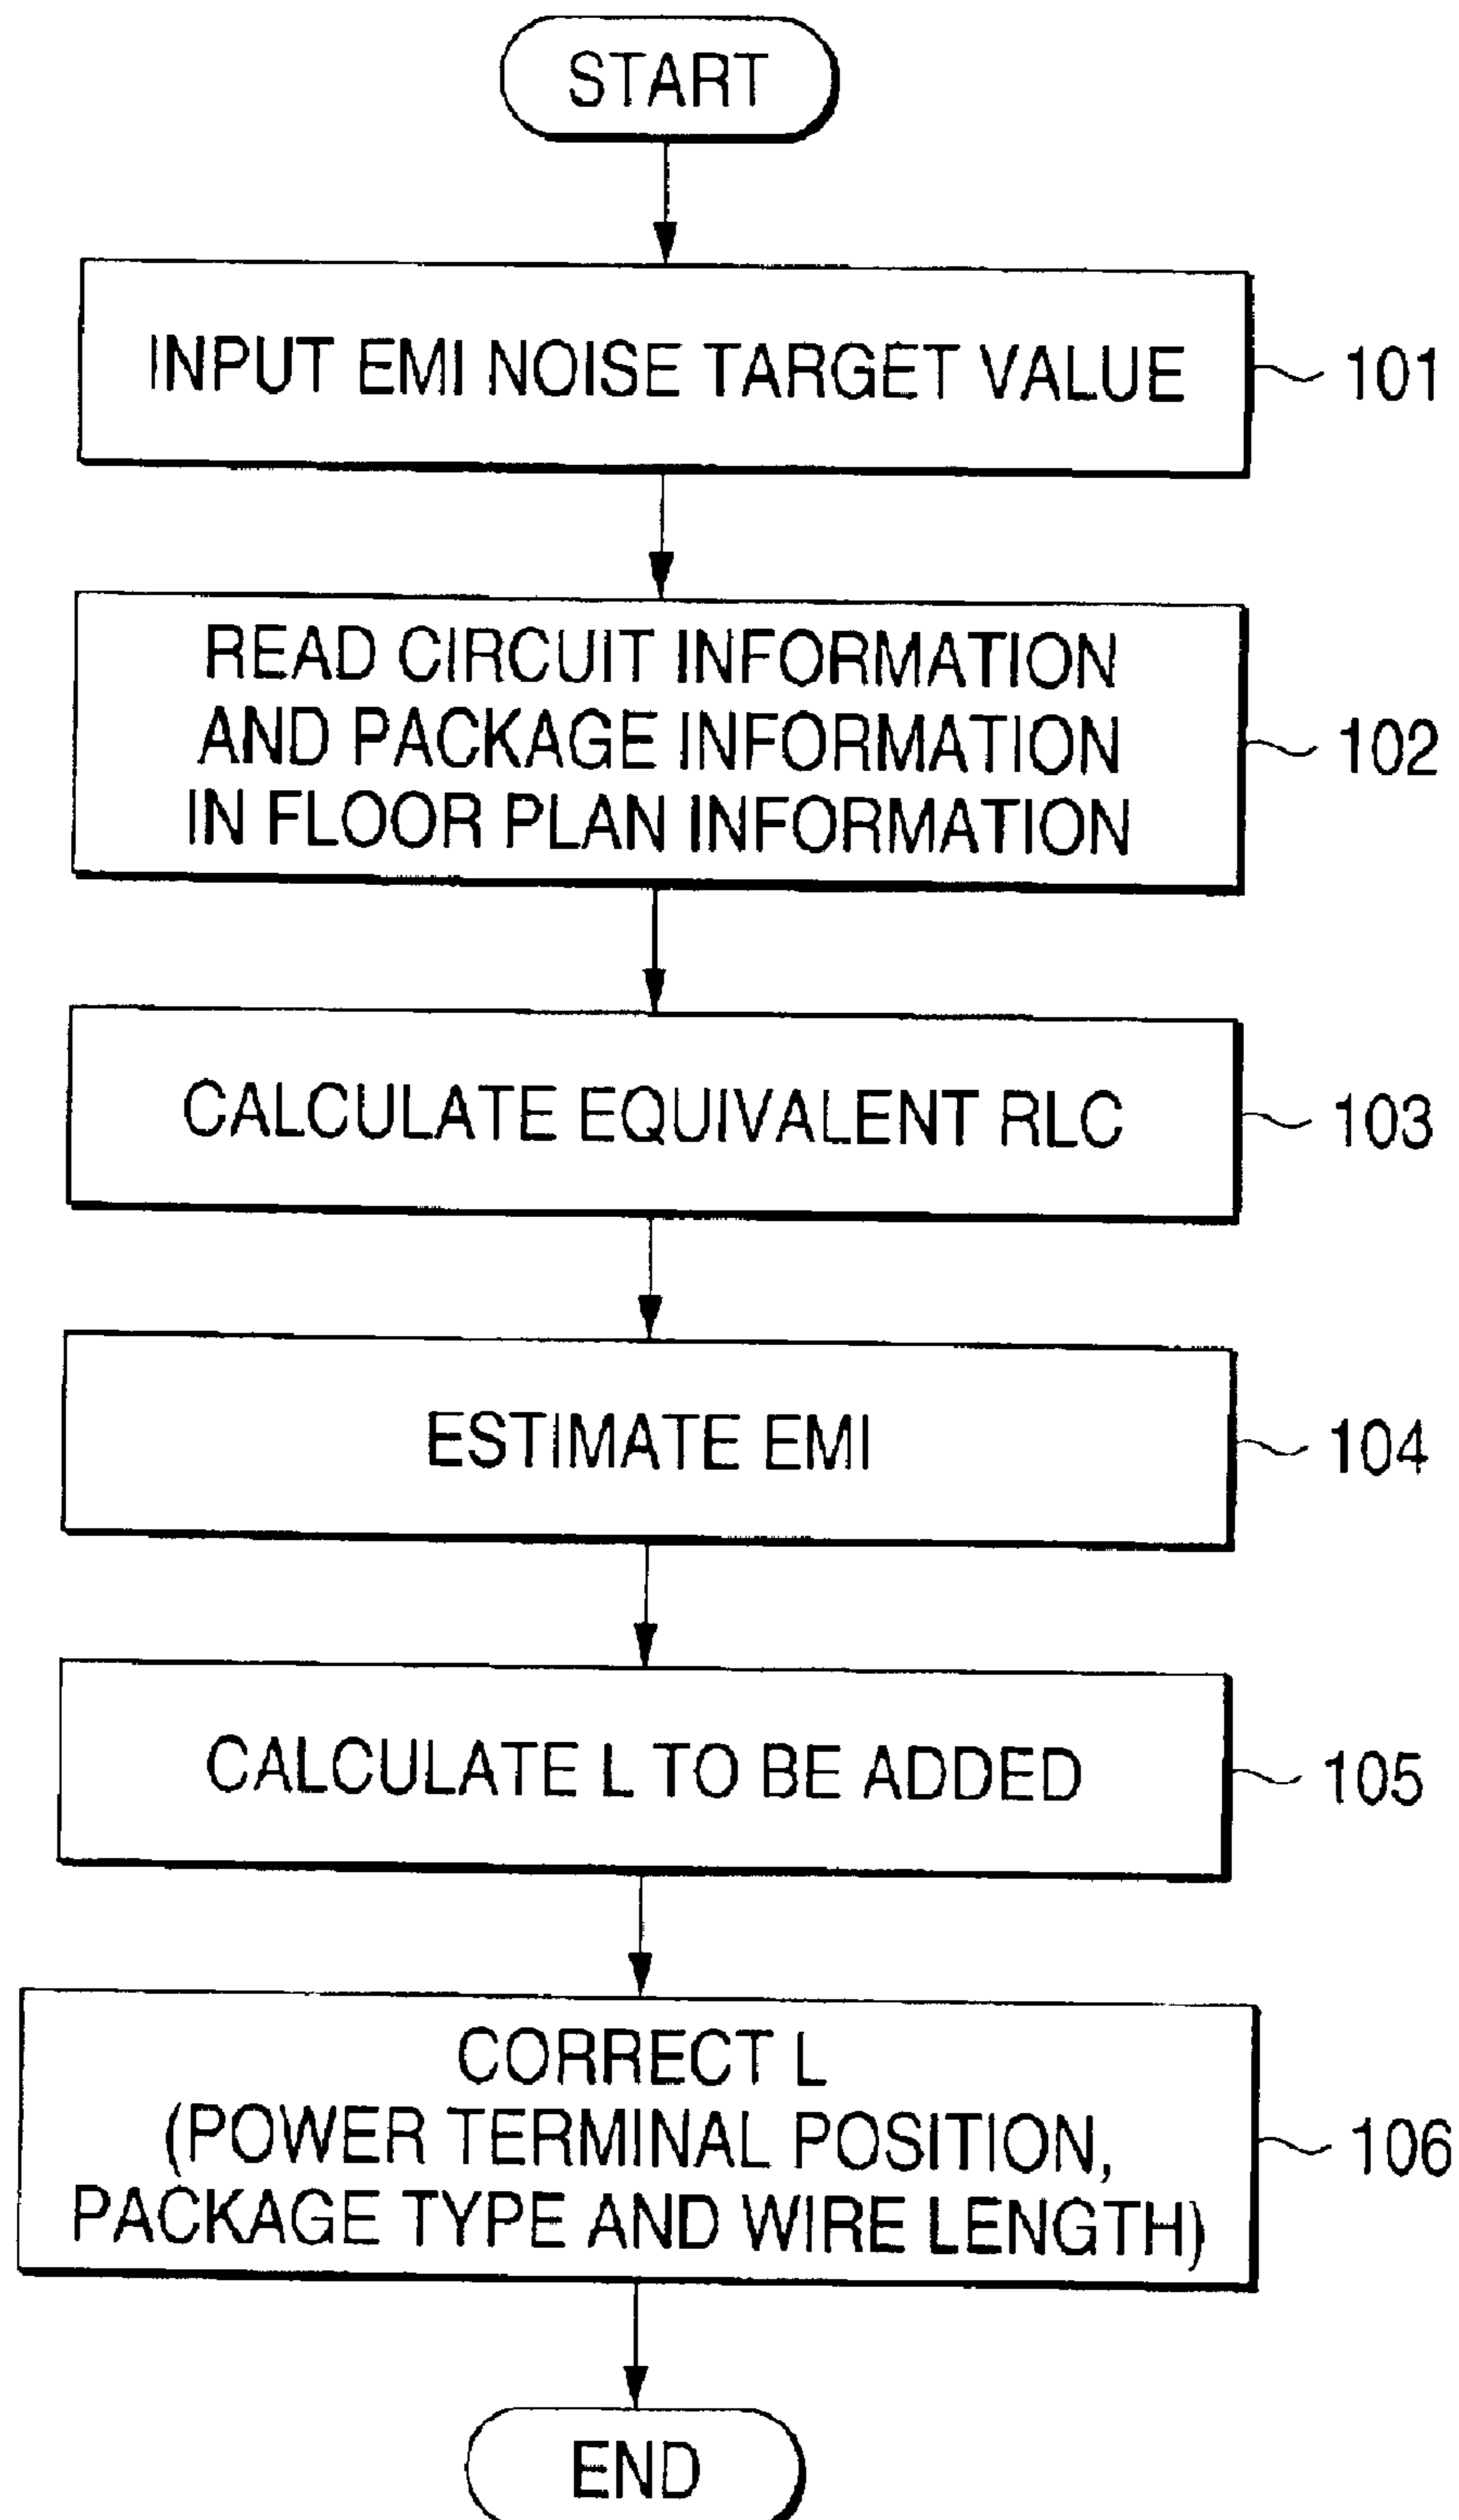 START
INPUT EMI NOISE TARGET VALUE
101
READ CIRCUIT INFORMATION
AND PACKAGE INFORMATION
IN FLOOR PLAN INFORMATION
102
CALCULATE EQUIVALENT RLC
103
ESTIMATE EMI
104
CALCULATE L TO BE ADDED
105
CORRECT L
(POWER TERMINAL POSITION,
PACKAGE TYPE AND WIRE LENGTH)
106
END